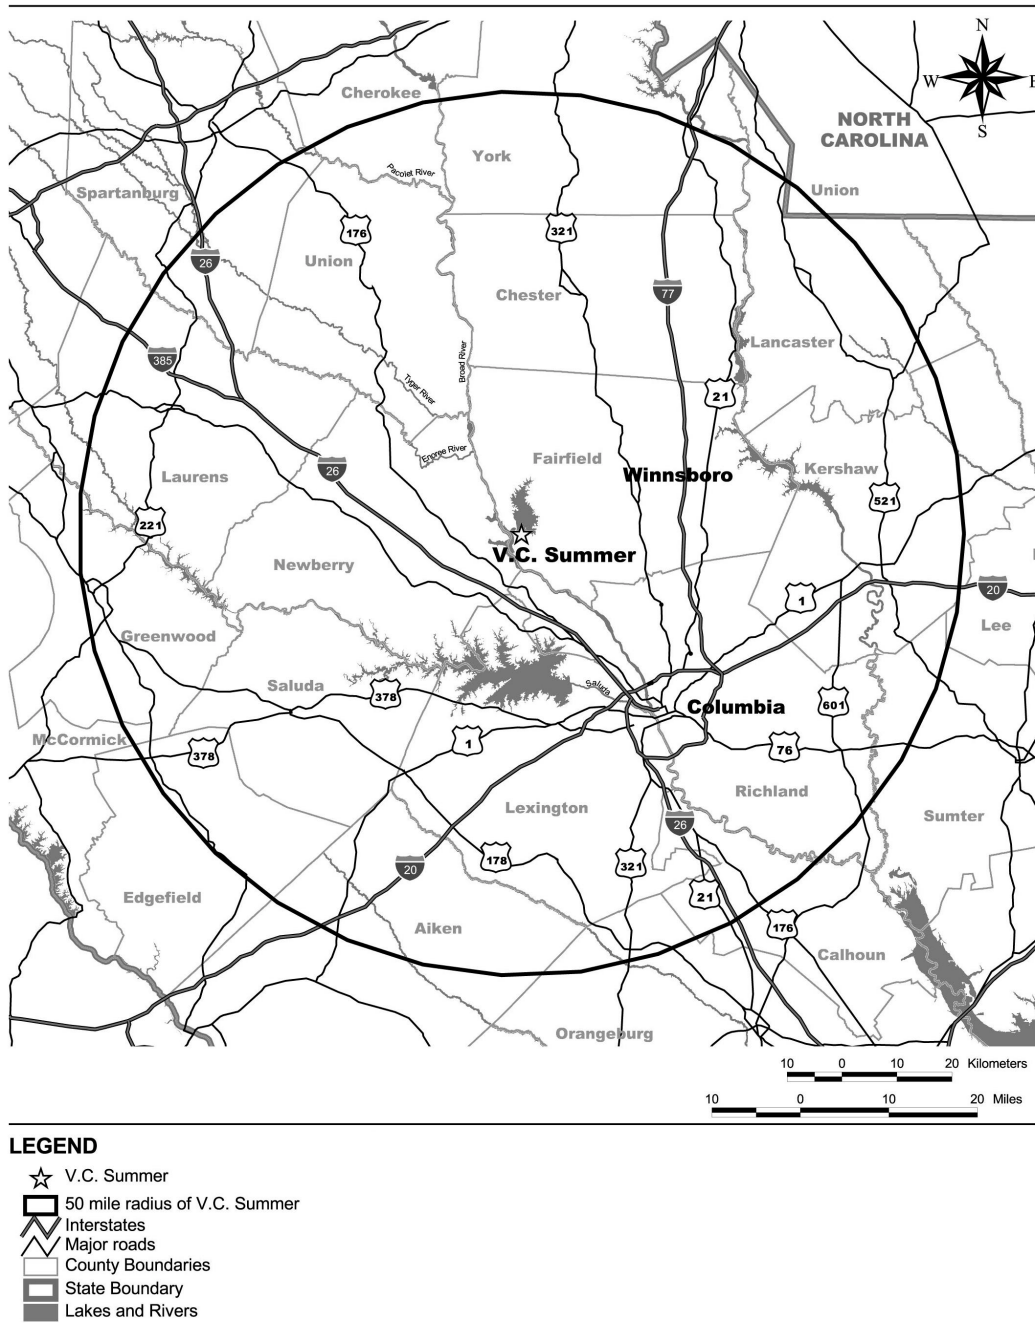 N
W
E
S
Cherokee
NORTH
CAROLINA
York
Pacolet River
Spartanburg
Union
176
321
Union
26
77
Chester
385
Lancaster
Broad River
Tyger River
21
Enoree River
Fairfield
Winnsboro
Kershaw
Laurens
26
521
221
V.C. Summer
Newberry
20
1
Lee
Greenwood
Saluda
378
Saluda
Columbia
601
McCormick
378
1
76
Richland
Lexington
Sumter
26
178
321
20
21
Edgefield
Aiken
176
Calhoun
Orangeburg
10 0 10 20 Kilometers
10 0 10 20 Miles
LEGEND
V.C. Summer
50 mile radius of V.C. Summer
Interstates
Major roads
County Boundaries
State Boundary
Lakes and Rivers